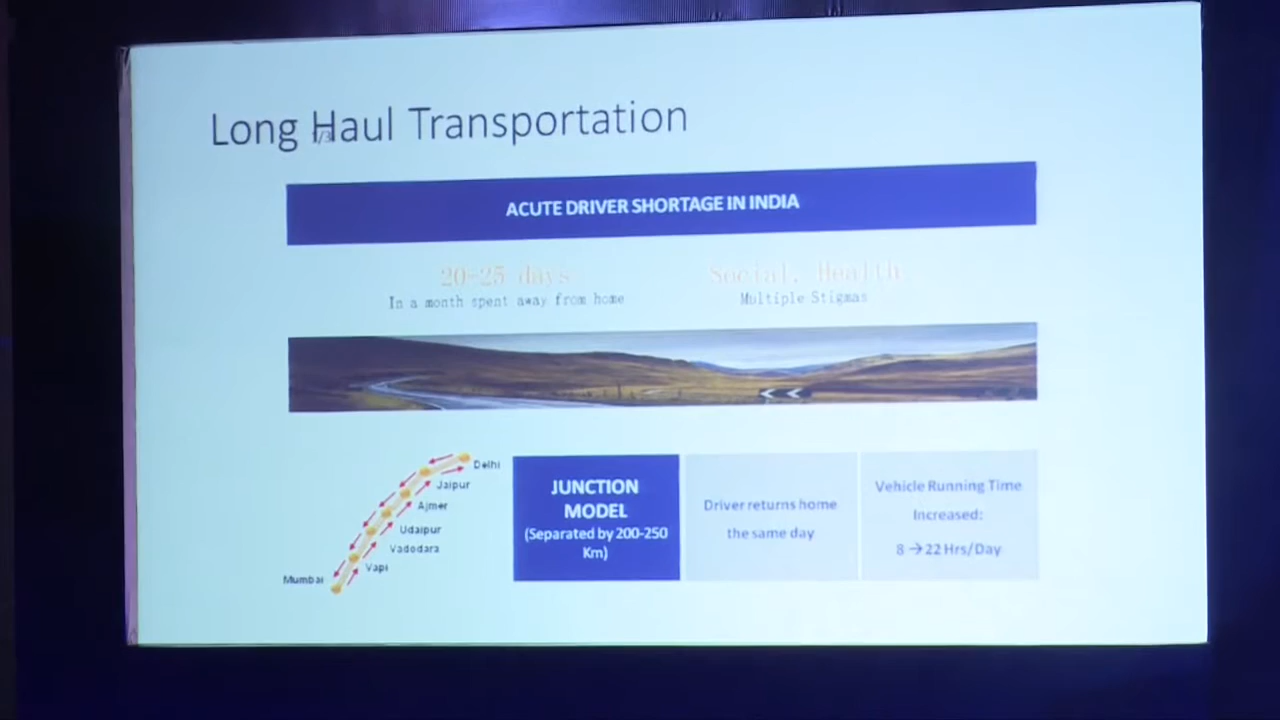 Long Haul Transportation
ACUTE DRIVER SHORTAGE IN INDIA
20-25 days
In a month spent away from home
Social, Health
Multiple Stigmas
Delhi
Jaipur
Ajmer
Udaipur
Vadodara
Vapi
Mumbai
JUNCTION
MODEL
(Separated by 200-250
Km)
Driver returns home
the same day
Vehicle Running Time
Increased:
8 → 22 Hrs/Day